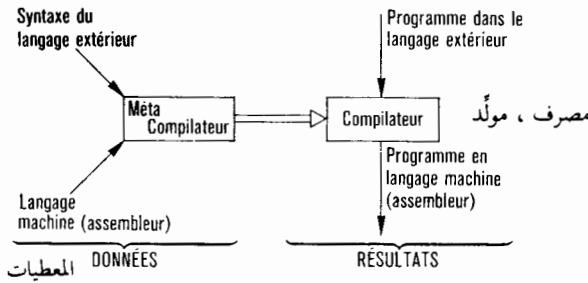 Syntaxe du
langage extérieur
Programme dans le
langage extérieur
Méta
Compilateur
Compilateur
مصرف ، مولِّد
Programme en
langage machine
(assembleur)
Langage
machine (assembleur)
DONNÉES
RÉSULTATS
المعطيات